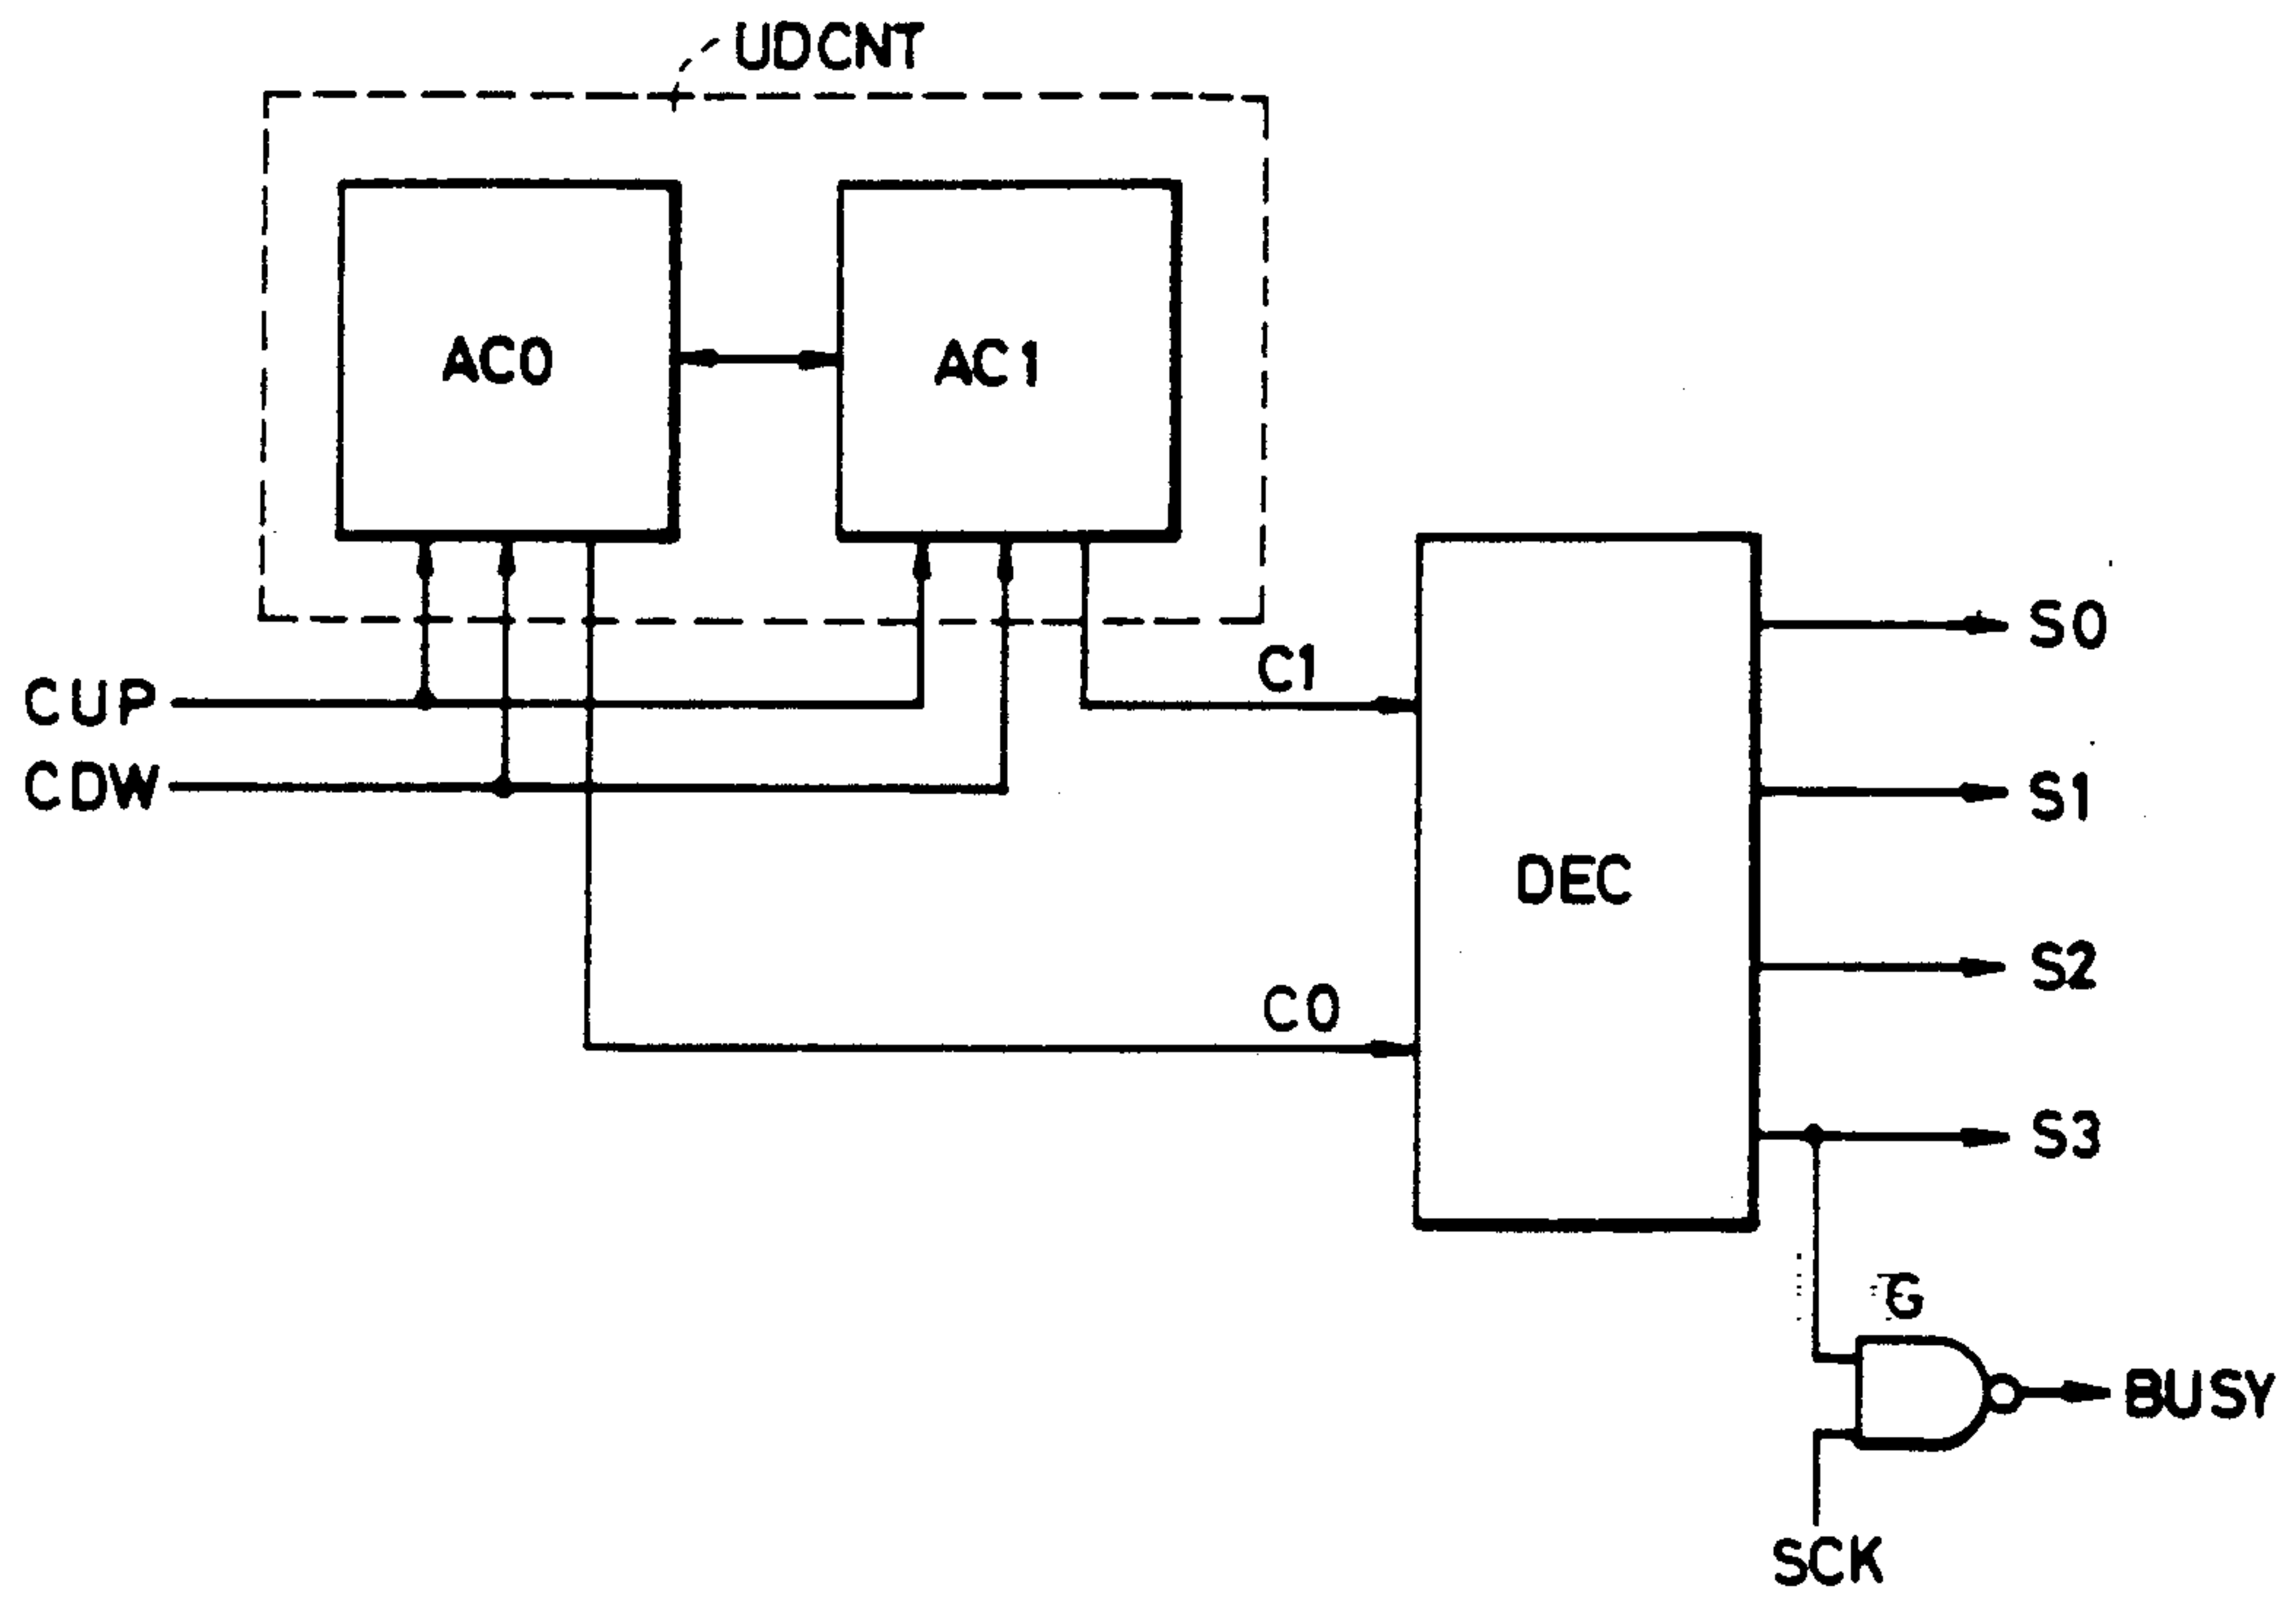 UDCNT
AC0
AC1
CUP
CDW
C1
C0
DEC
S0
S1
S2
S3
G
BUSY
SCK